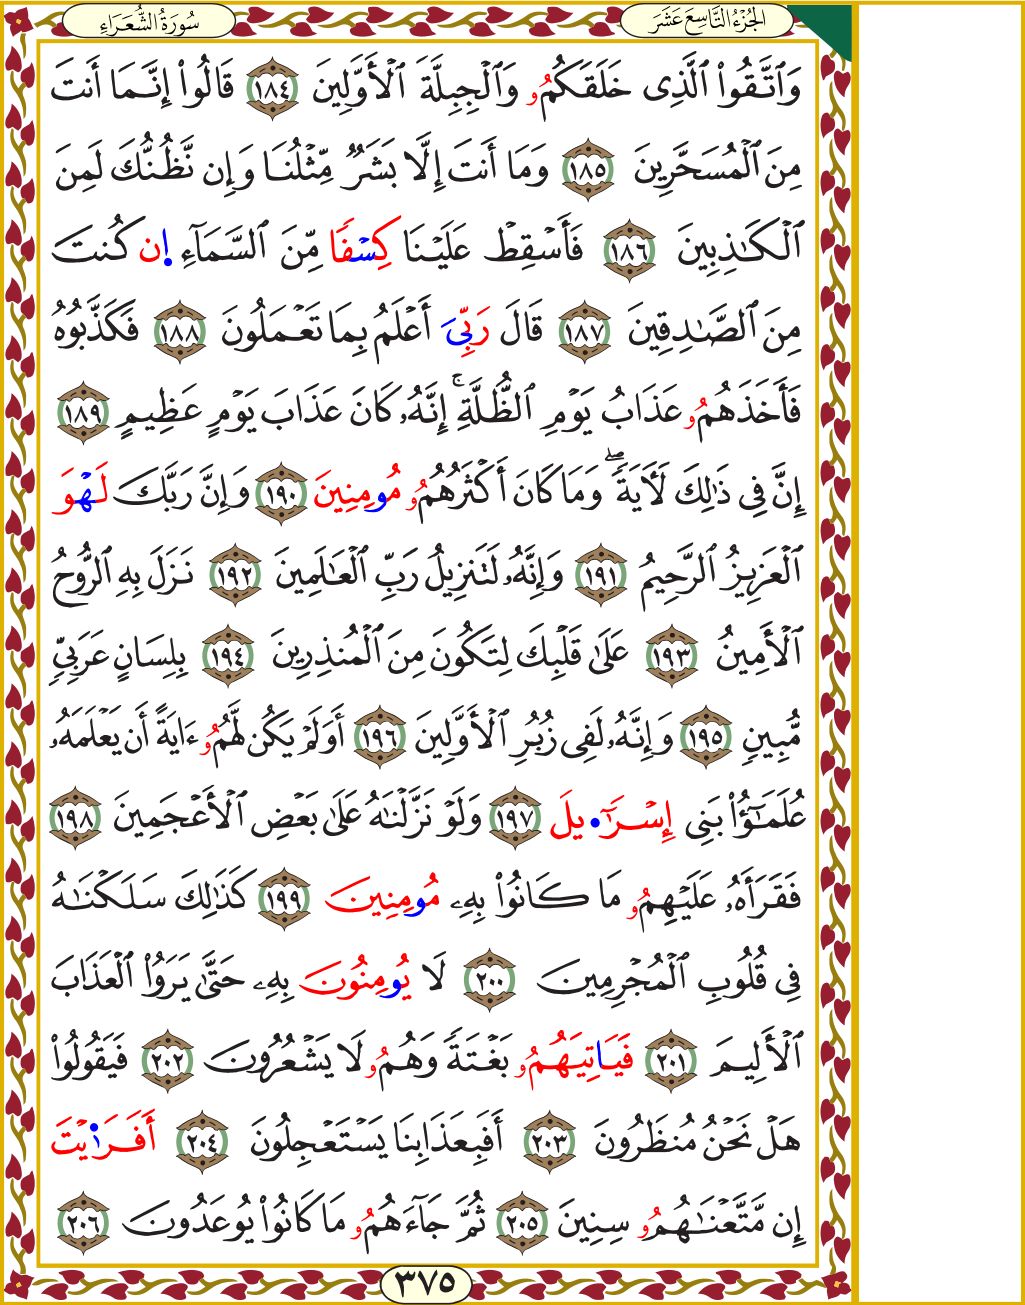 الجُزْءُ التَّاسِعَ عَشَرَ
سُورَةُ الشُّعَرَاءِ
وَٱتَّقُوا۟ ٱلَّذِى خَلَقَكُمُۥ وَٱلْجِبِلَّةَ ٱلْأَوَّلِينَ ١٨٤ قَالُوٓا۟ إِنَّمَا أَنتَ
مِنَ ٱلْمُسَحَّرِينَ ١٨٥ وَمَا أَنتَ إِلَّا بَشَرٌ مِّثْلُنَا وَإِن نَّظُنُّكَ لَمِنَ
ٱلْكَـٰذِبِينَ ١٨٦ فَأَسْقِطْ عَلَيْنَا كِسْفًا مِّنَ ٱلسَّمَآءِ ا۪ن كُنتَ
مِنَ ٱلصَّـٰدِقِينَ ١٨٧ قَالَ رَبِّىَ أَعْلَمُ بِمَا تَعْمَلُونَ ١٨٨ فَكَذَّبُوهُ
فَأَخَذَهُمُۥ عَذَابُ يَوْمِ ٱلظُّلَّةِ ۚ إِنَّهُۥ كَانَ عَذَابَ يَوْمٍ عَظِيمٍ ١٨٩
إِنَّ فِى ذَٰلِكَ لَأٓيَةً ۖ وَمَا كَانَ أَكْثَرُهُمُۥ مُومِنِينَ ١٩٠ وَإِنَّ رَبَّكَ لَهْوَ
ٱلْعَزِيزُ ٱلرَّحِيمُ ١٩١ وَإِنَّهُۥ لَتَنزِيلُ رَبِّ ٱلْعَـٰلَمِينَ ١٩٢ نَزَلَ بِهِ ٱلرُّوحُ
ٱلْأَمِينُ ١٩٣ عَلَىٰ قَلْبِكَ لِتَكُونَ مِنَ ٱلْمُنذِرِينَ ١٩٤ بِلِسَانٍ عَرَبِىٍّ
مُّبِينٍ ١٩٥ وَإِنَّهُۥ لَفِى زُبُرِ ٱلْأَوَّلِينَ ١٩٦ أَوَلَمْ يَكُن لَّهُمُۥ ءَايَةً أَن يَعْلَمَهُۥ
عُلَمَـٰٓؤُا۟ بَنِى إِسْرَٰٓ•يلَ ١٩٧ وَلَوْ نَزَّلْنَـٰهُ عَلَىٰ بَعْضِ ٱلْأَعْجَمِينَ ١٩٨
فَقَرَأَهُۥ عَلَيْهِمُۥ مَا كَانُوا۟ بِهِۦ مُومِنِينَ ١٩٩ كَذَٰلِكَ سَلَكْنَـٰهُ
فِى قُلُوبِ ٱلْمُجْرِمِينَ ٢٠٠ لَا يُومِنُونَ بِهِۦ حَتَّىٰ يَرَوُا۟ ٱلْعَذَابَ
ٱلْأَلِيمَ ٢٠١ فَيَاتِيَهُمُۥ بَغْتَةً وَهُمُۥ لَا يَشْعُرُونَ ٢٠٢ فَيَقُولُوا۟
هَلْ نَحْنُ مُنظَرُونَ ٢٠٣ أَفَبِعَذَابِنَا يَسْتَعْجِلُونَ ٢٠٤ أَفَرَا۬يْتَ
إِن مَّتَّعْنَـٰهُمُۥ سِنِينَ ٢٠٥ ثُمَّ جَآءَهُمُۥ مَا كَانُوا۟ يُوعَدُونَ ٢٠٦
٣٧٥